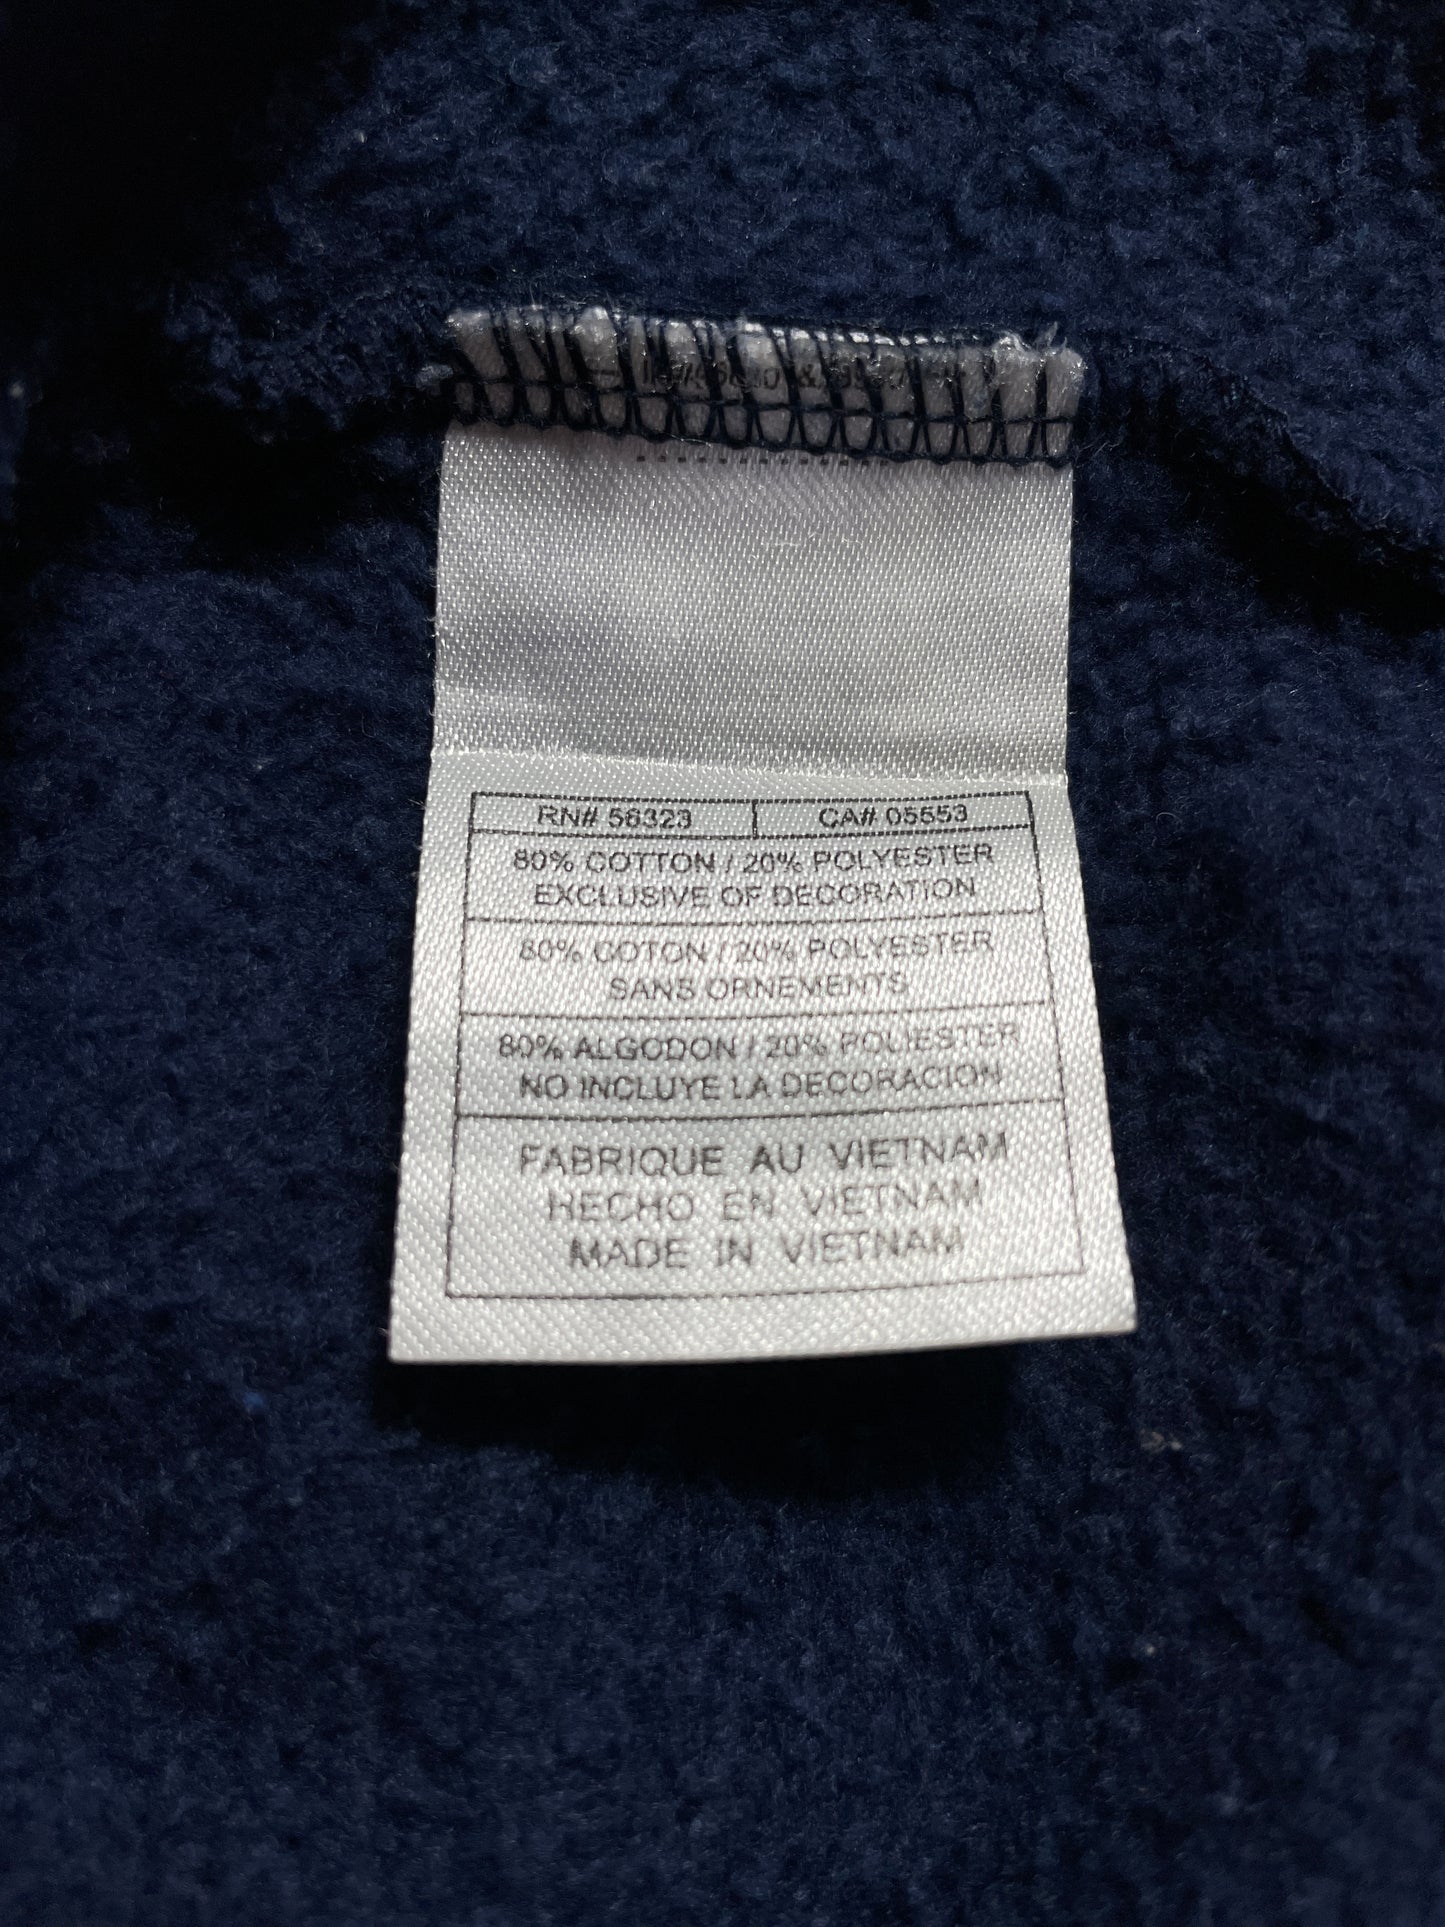 RN# 56323 CA# 05553
80% COTTON / 20% POLYESTER
EXCLUSIVE OF DECORATION
80% COTON / 20% POLYESTER
SANS ORNEMENTS
80% ALGODON / 20% POLIESTER
NO INCLUYE LA DECORACION
FABRIQUE AU VIETNAM
HECHO EN VIETNAM
MADE IN VIETNAM